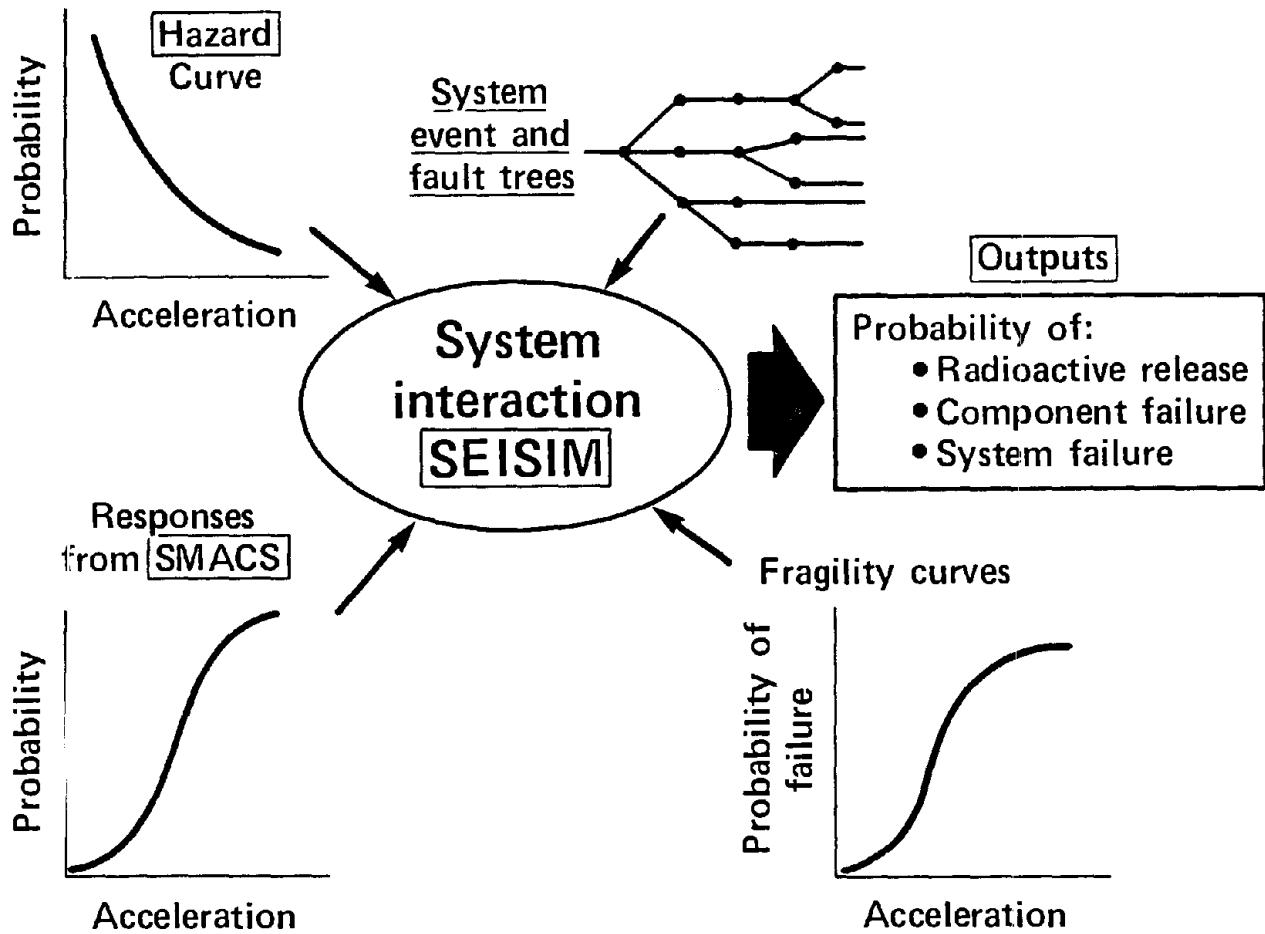 Hazard
Curve
Probability
Acceleration
System
event and
fault trees
System
interaction
SEISIM
Outputs
Probability of:
• Radioactive release
• Component failure
• System failure
Responses
from SMACS
Probability
Acceleration
Fragility curves
Probability of
failure
Acceleration